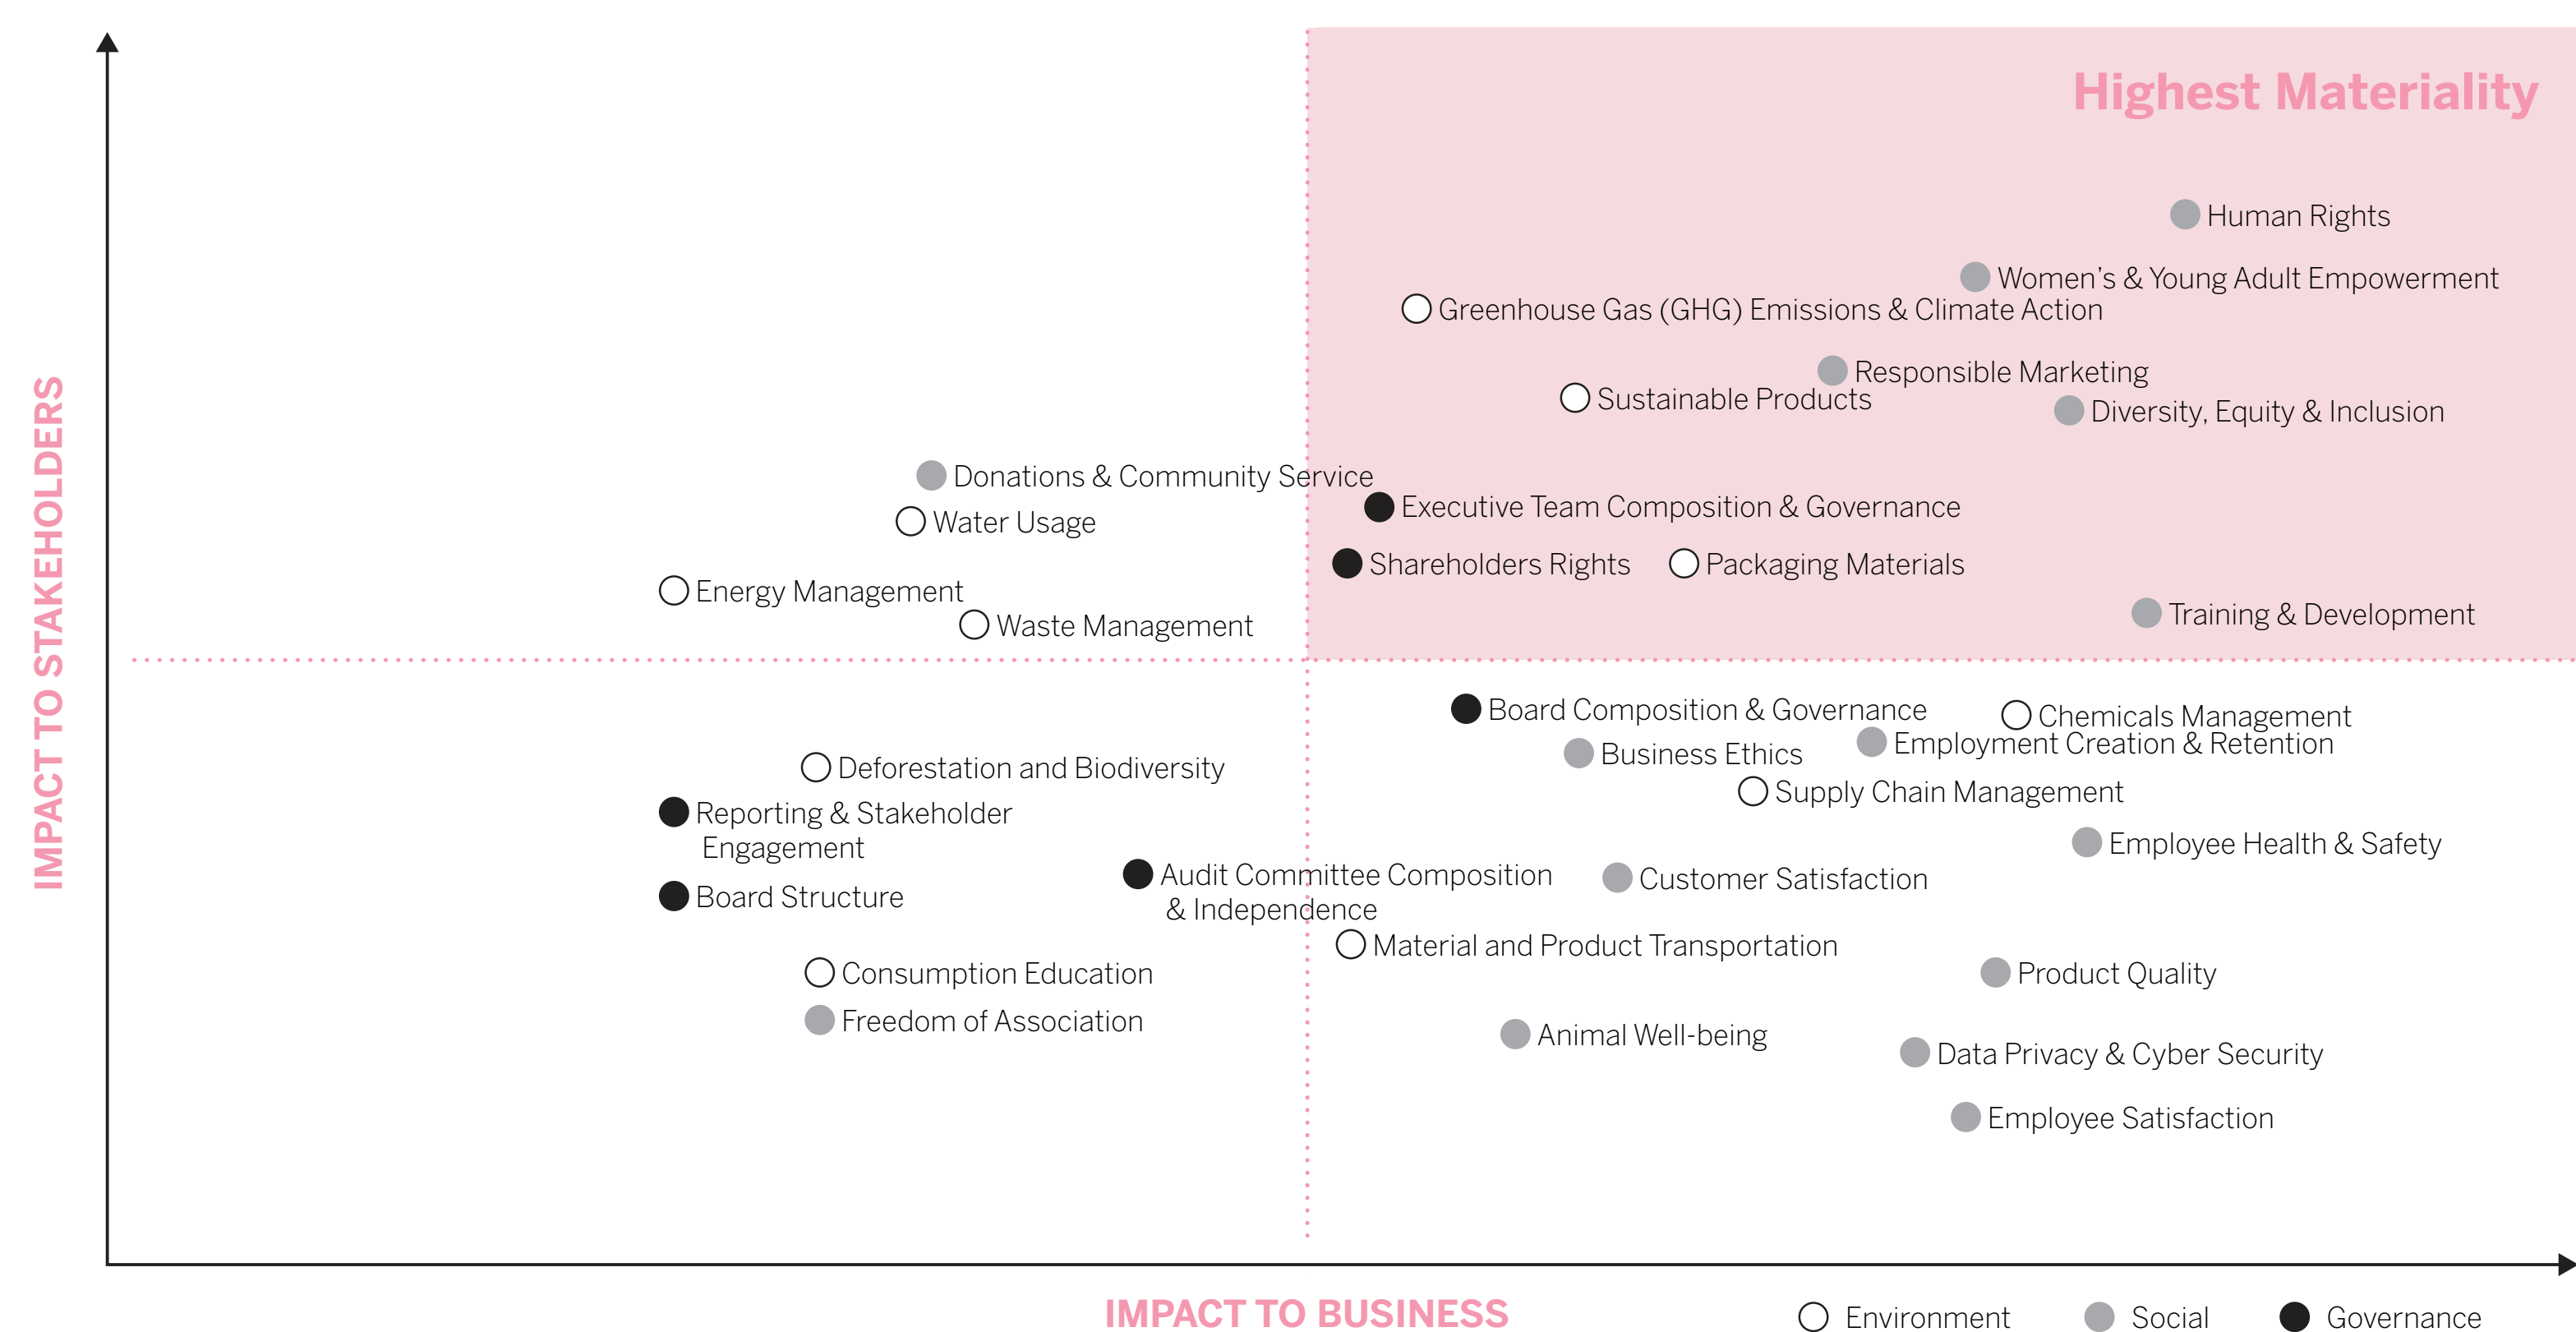 Highest Materiality
Human Rights
Women’s & Young Adult Empowerment
Greenhouse Gas (GHG) Emissions & Climate Action
Responsible Marketing
Sustainable Products
Diversity, Equity & Inclusion
Donations & Community Service
Executive Team Composition & Governance
Water Usage
Shareholders Rights
Packaging Materials
Energy Management
Training & Development
Waste Management
IMPACT TO STAKEHOLDERS
Board Composition & Governance
Chemicals Management
Employment Creation & Retention
Business Ethics
Deforestation and Biodiversity
Supply Chain Management
Reporting & Stakeholder
Engagement
Employee Health & Safety
Audit Committee Composition
& Independence
Customer Satisfaction
Board Structure
Material and Product Transportation
Consumption Education
Product Quality
Freedom of Association
Animal Well-being
Data Privacy & Cyber Security
Employee Satisfaction
IMPACT TO BUSINESS
Environment
Social
Governance